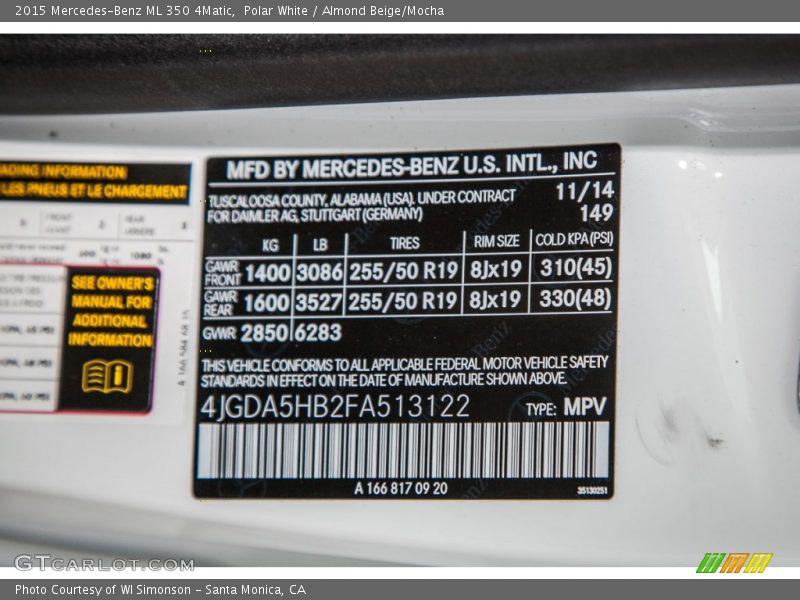 2015 Mercedes-Benz ML 350 4Matic, Polar White / Almond Beige/Mocha
ADING INFORMATION
LES PNEUS ET LE CHARGEMENT
SEE OWNER'S
MANUAL FOR
ADDITIONAL
INFORMATION
MFD BY MERCEDES-BENZ U.S. INTL., INC
TUSCALOOSA COUNTY, ALABAMA (USA). UNDER CONTRACT 11/14
FOR DAIMLER AG, STUTTGART (GERMANY) 149
KG LB TIRES RIM SIZE COLD KPA (PSI)
GAWR FRONT 1400 3086 255/50 R19 8Jx19 310(45)
GAWR REAR 1600 3527 255/50 R19 8Jx19 330(48)
GVWR 2850 6283
THIS VEHICLE CONFORMS TO ALL APPLICABLE FEDERAL MOTOR VEHICLE SAFETY
STANDARDS IN EFFECT ON THE DATE OF MANUFACTURE SHOWN ABOVE.
4JGDA5HB2FA513122 TYPE: MPV
A 166 817 09 20 35130251
GTCARLOT.COM
Photo Courtesy of WI Simonson - Santa Monica, CA